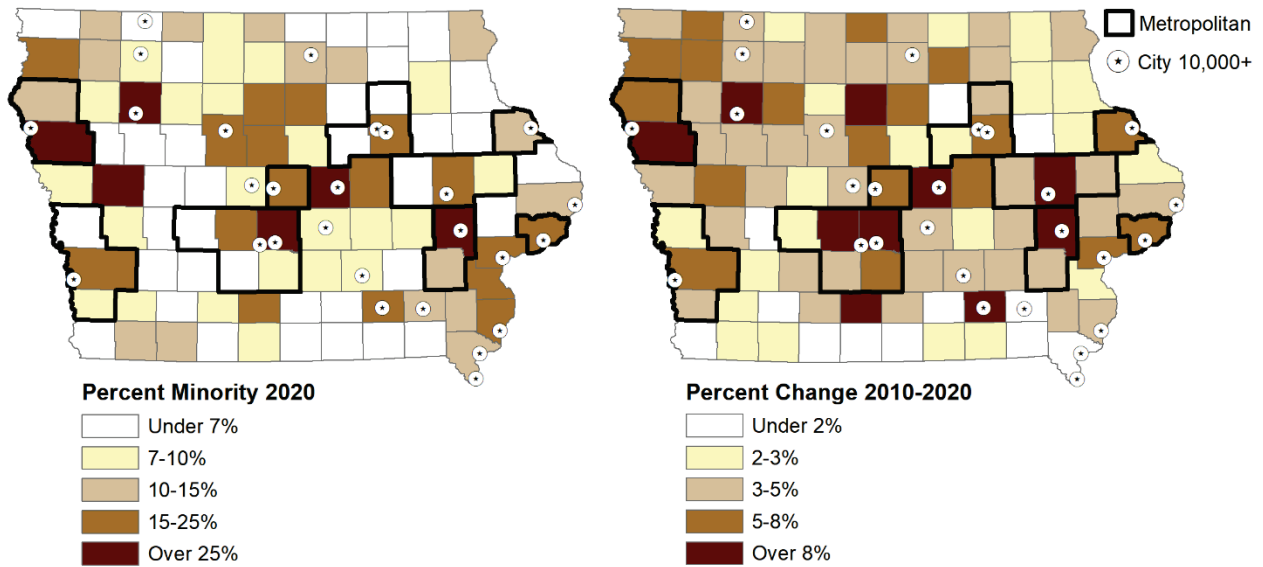 Metropolitan
City 10,000+
Percent Minority 2020
Under 7%
7-10%
10-15%
15-25%
Over 25%
Percent Change 2010-2020
Under 2%
2-3%
3-5%
5-8%
Over 8%